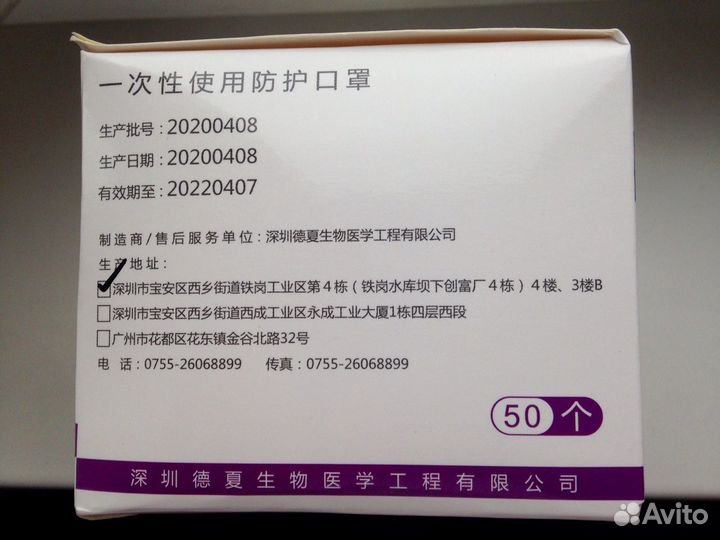 一次性使用防护口罩
生产批号：20200408
生产日期：20200408
有效期至：20220407
制造商/售后服务单位：深圳德夏生物医学工程有限公司
生产地址：
深圳市宝安区西乡街道铁岗工业区第4栋（铁岗水库坝下创富厂4栋）4楼、3楼B
深圳市宝安区西乡街道西成工业区永成工业大厦1栋四层西段
广州市花都区花东镇金谷北路32号
电 话：0755-26068899 传真：0755-26068899
50个
深圳德夏生物医学工程有限公司
Avito